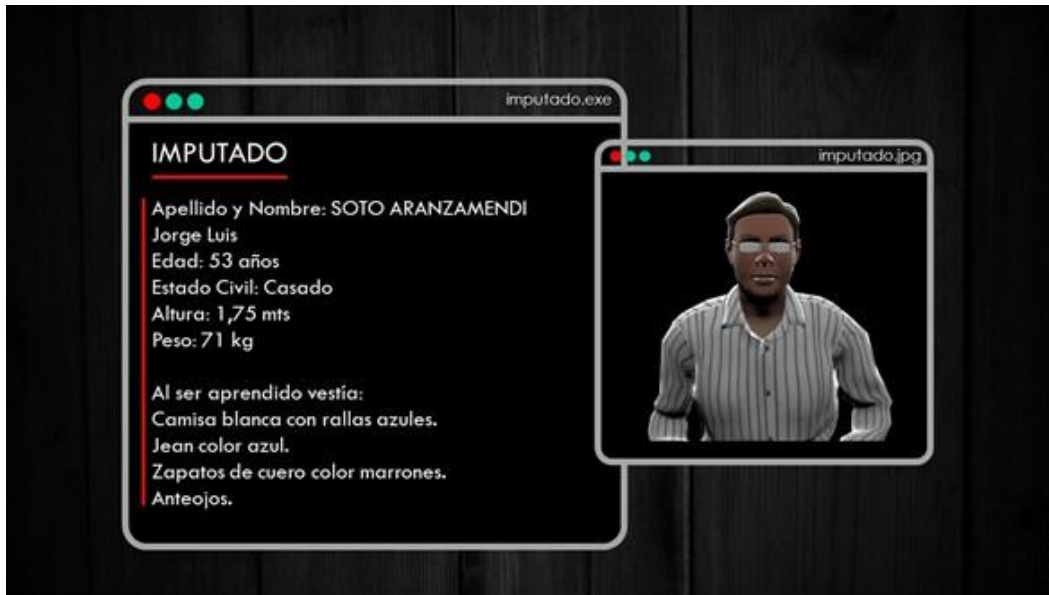 imputado.exe
IMPUTADO
Apellido y Nombre: SOTO ARANZAMENDI
Jorge Luis
Edad: 53 años
Estado Civil: Casado
Altura: 1,75 mts
Peso: 71 kg
Al ser aprendido vestía:
Camisa blanca con rallas azules.
Jean color azul.
Zapatos de cuero color marrones.
Anteojos.
imputado.jpg